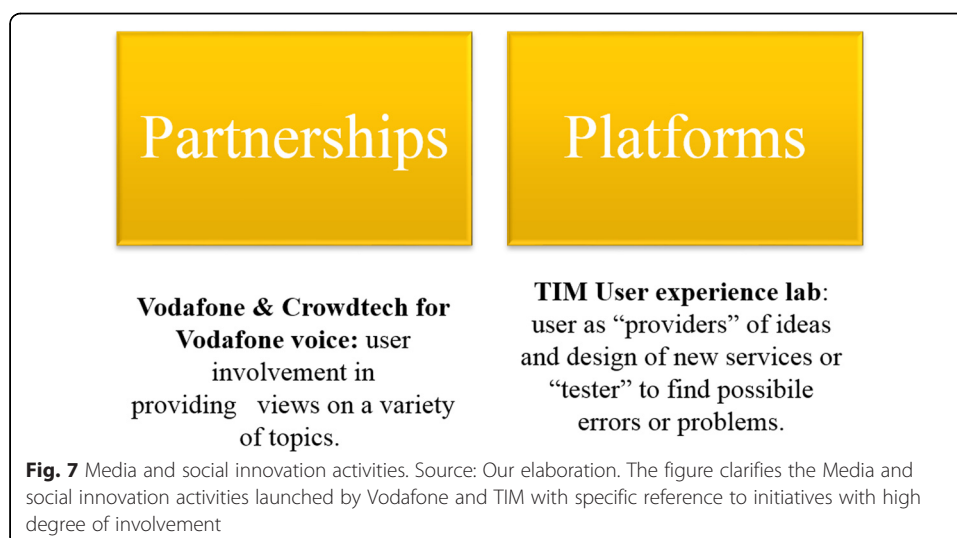 Partnerships
Platforms
Vodafone & Crowdtech for
Vodafone voice: user
involvement in
providing views on a variety
of topics.
TIM User experience lab:
user as “providers” of ideas
and design of new services or
“tester” to find possibile
errors or problems.
Fig. 7 Media and social innovation activities. Source: Our elaboration. The figure clarifies the Media and
social innovation activities launched by Vodafone and TIM with specific reference to initiatives with high
degree of involvement